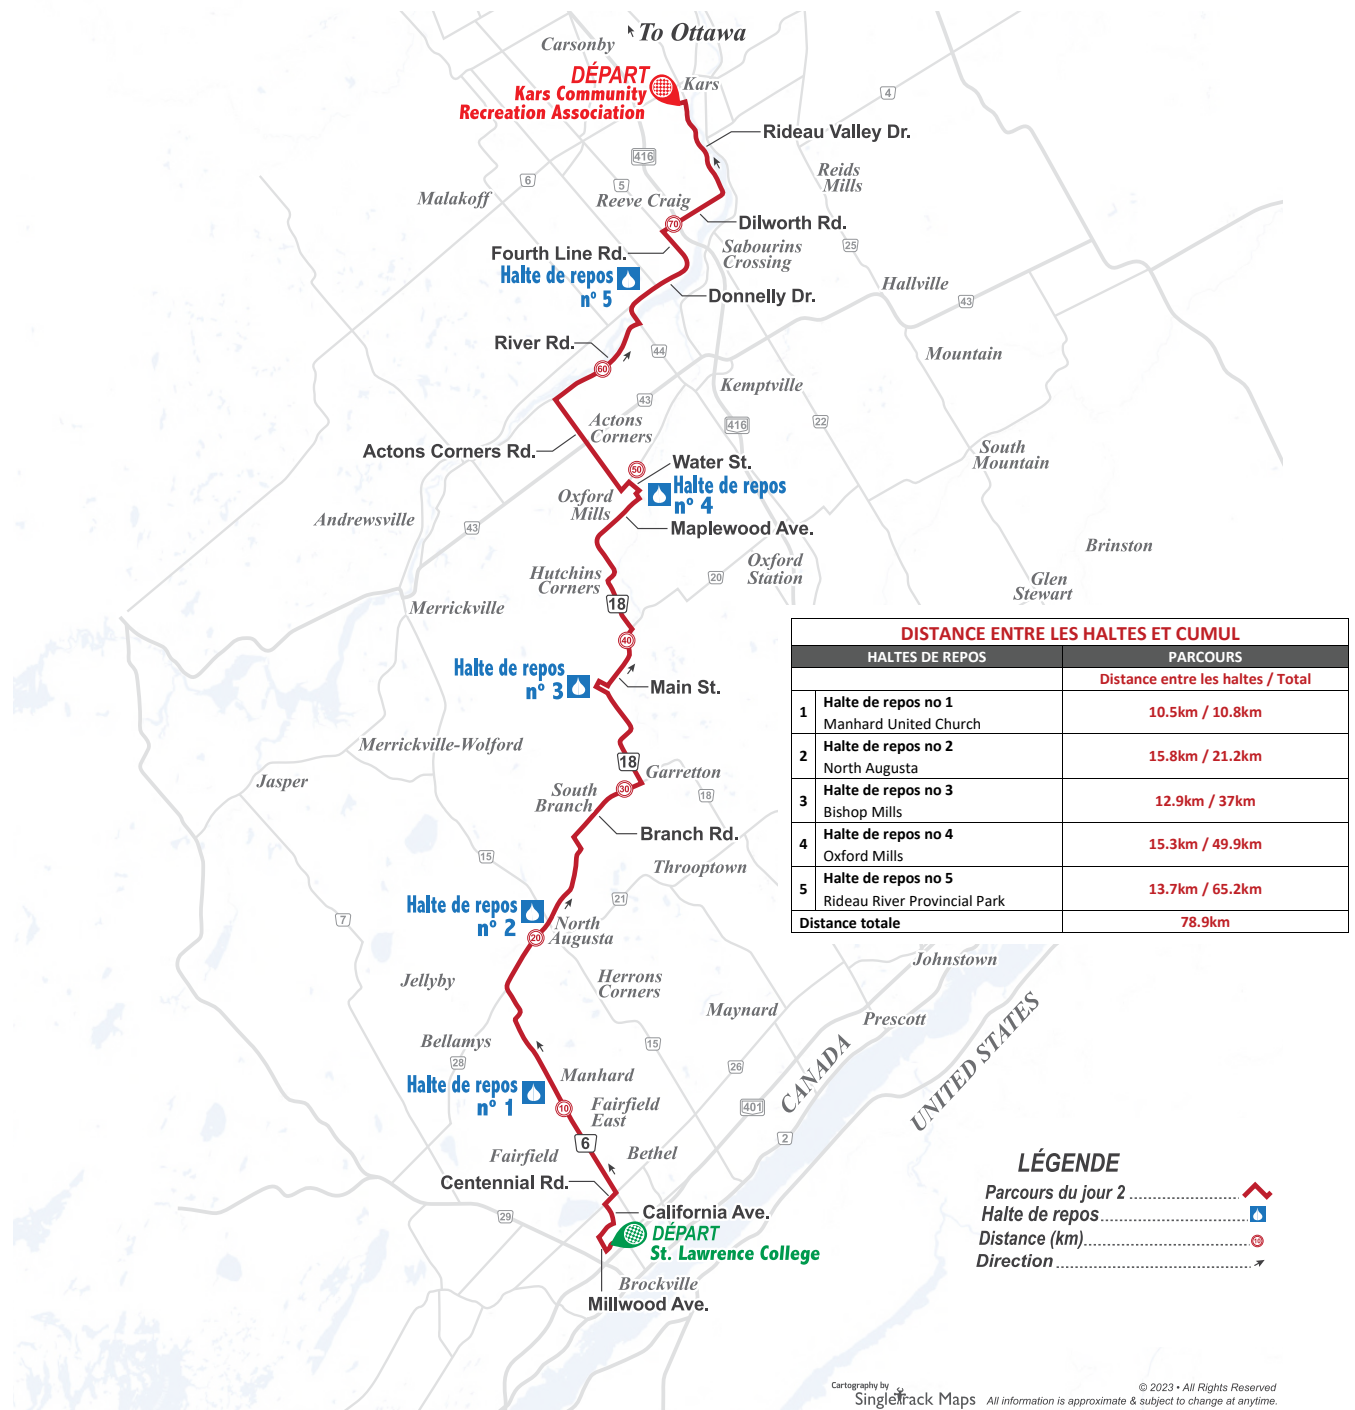 To Ottawa
Carsonby
DÉPART
Kars Community
Recreation Association
Kars
4
Rideau Valley Dr.
416
Reids
Mills
6
5
Malakoff
Reeve Craig
70
Dilworth Rd.
Fourth Line Rd.
Sabourins
Crossing
25
Halte de repos
nº 5
Hallville
Donnelly Dr.
43
River Rd.
44
Mountain
60
Kemptville
43
Actons
Corners
416
22
Actons Corners Rd.
South
Mountain
Water St.
50
Halte de repos
nº 4
Oxford
Mills
Andrewsville
43
Maplewood Ave.
Brinston
Oxford
Station
Hutchins
Corners
20
Glen
Stewart
Merrickville
18
40
Halte de repos
nº 3
Main St.
Merrickville-Wolford
18
Garretton
Jasper
South
Branch
30
18
Branch Rd.
15
Throoptown
21
Halte de repos
nº 2
7
North
Augusta
20
Jellyby
Herrons
Corners
Johnstown
Maynard
Prescott
Bellamys
15
CANADA
UNITED STATES
28
26
Halte de repos
nº 1
Manhard
10
Fairfield
East
401
6
2
Fairfield
Bethel
Centennial Rd.
29
California Ave.
DÉPART
St. Lawrence College
Brockville
Millwood Ave.
DISTANCE ENTRE LES HALTES ET CUMUL
HALTES DE REPOS PARCOURS
Distance entre les haltes / Total
1 Halte de repos no 1
Manhard United Church 10.5km / 10.8km
2 Halte de repos no 2
North Augusta 15.8km / 21.2km
3 Halte de repos no 3
Bishop Mills 12.9km / 37km
4 Halte de repos no 4
Oxford Mills 15.3km / 49.9km
5 Halte de repos no 5
Rideau River Provincial Park 13.7km / 65.2km
Distance totale 78.9km
LÉGENDE
Parcours du jour 2
Halte de repos
Distance (km) 10
Direction
Cartography by
SingleTrack Maps
© 2023 • All Rights Reserved
All information is approximate & subject to change at anytime.